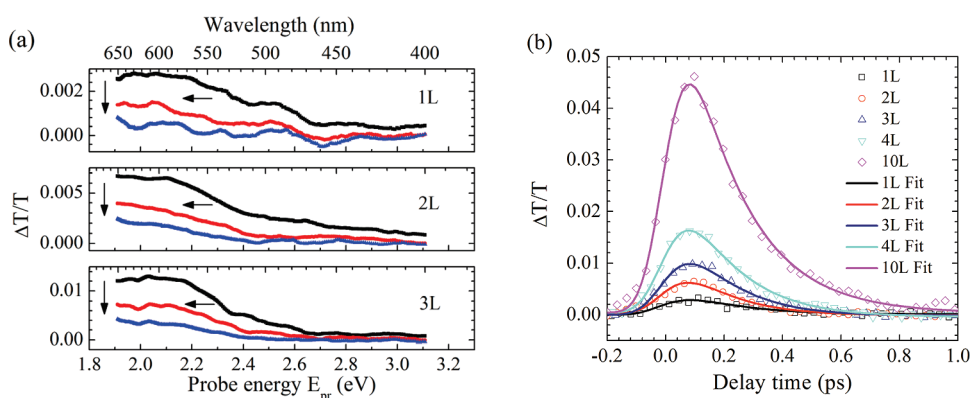 (a)
Wavelength (nm)
650 600 550 500 450 400
0.002
0.000
1L
0.005
0.000
2L
0.01
0.00
3L
ΔT/T
1.8 2.0 2.2 2.4 2.6 2.8 3.0 3.2
Probe energy E_pr (eV)
(b)
0.05
0.04
0.03
0.02
0.01
0.00
ΔT/T
1L
2L
3L
4L
10L
1L Fit
2L Fit
3L Fit
4L Fit
10L Fit
-0.2 0.0 0.2 0.4 0.6 0.8 1.0
Delay time (ps)